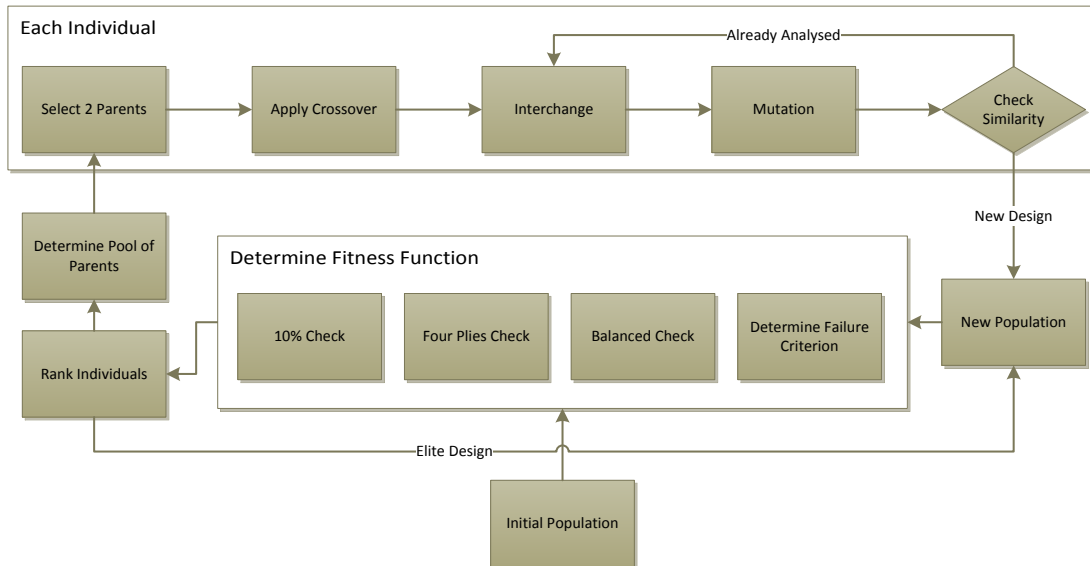 Each Individual
Already Analysed
Select 2 Parents
Apply Crossover
Interchange
Mutation
Check
Similarity
New Design
Determine Pool of
Parents
Determine Fitness Function
10% Check
Four Plies Check
Balanced Check
Determine Failure
Criterion
New Population
Rank Individuals
Elite Design
Initial Population